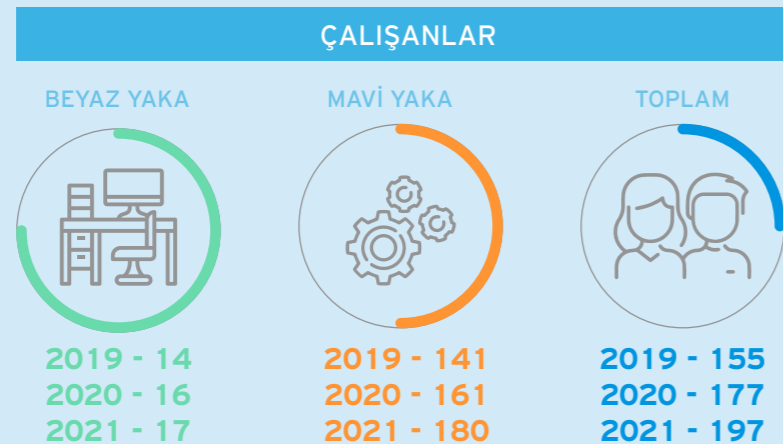 ÇALIŞANLAR
BEYAZ YAKA
2019 - 14
2020 - 16
2021 - 17
MAVİ YAKA
2019 - 141
2020 - 161
2021 - 180
TOPLAM
2019 - 155
2020 - 177
2021 - 197